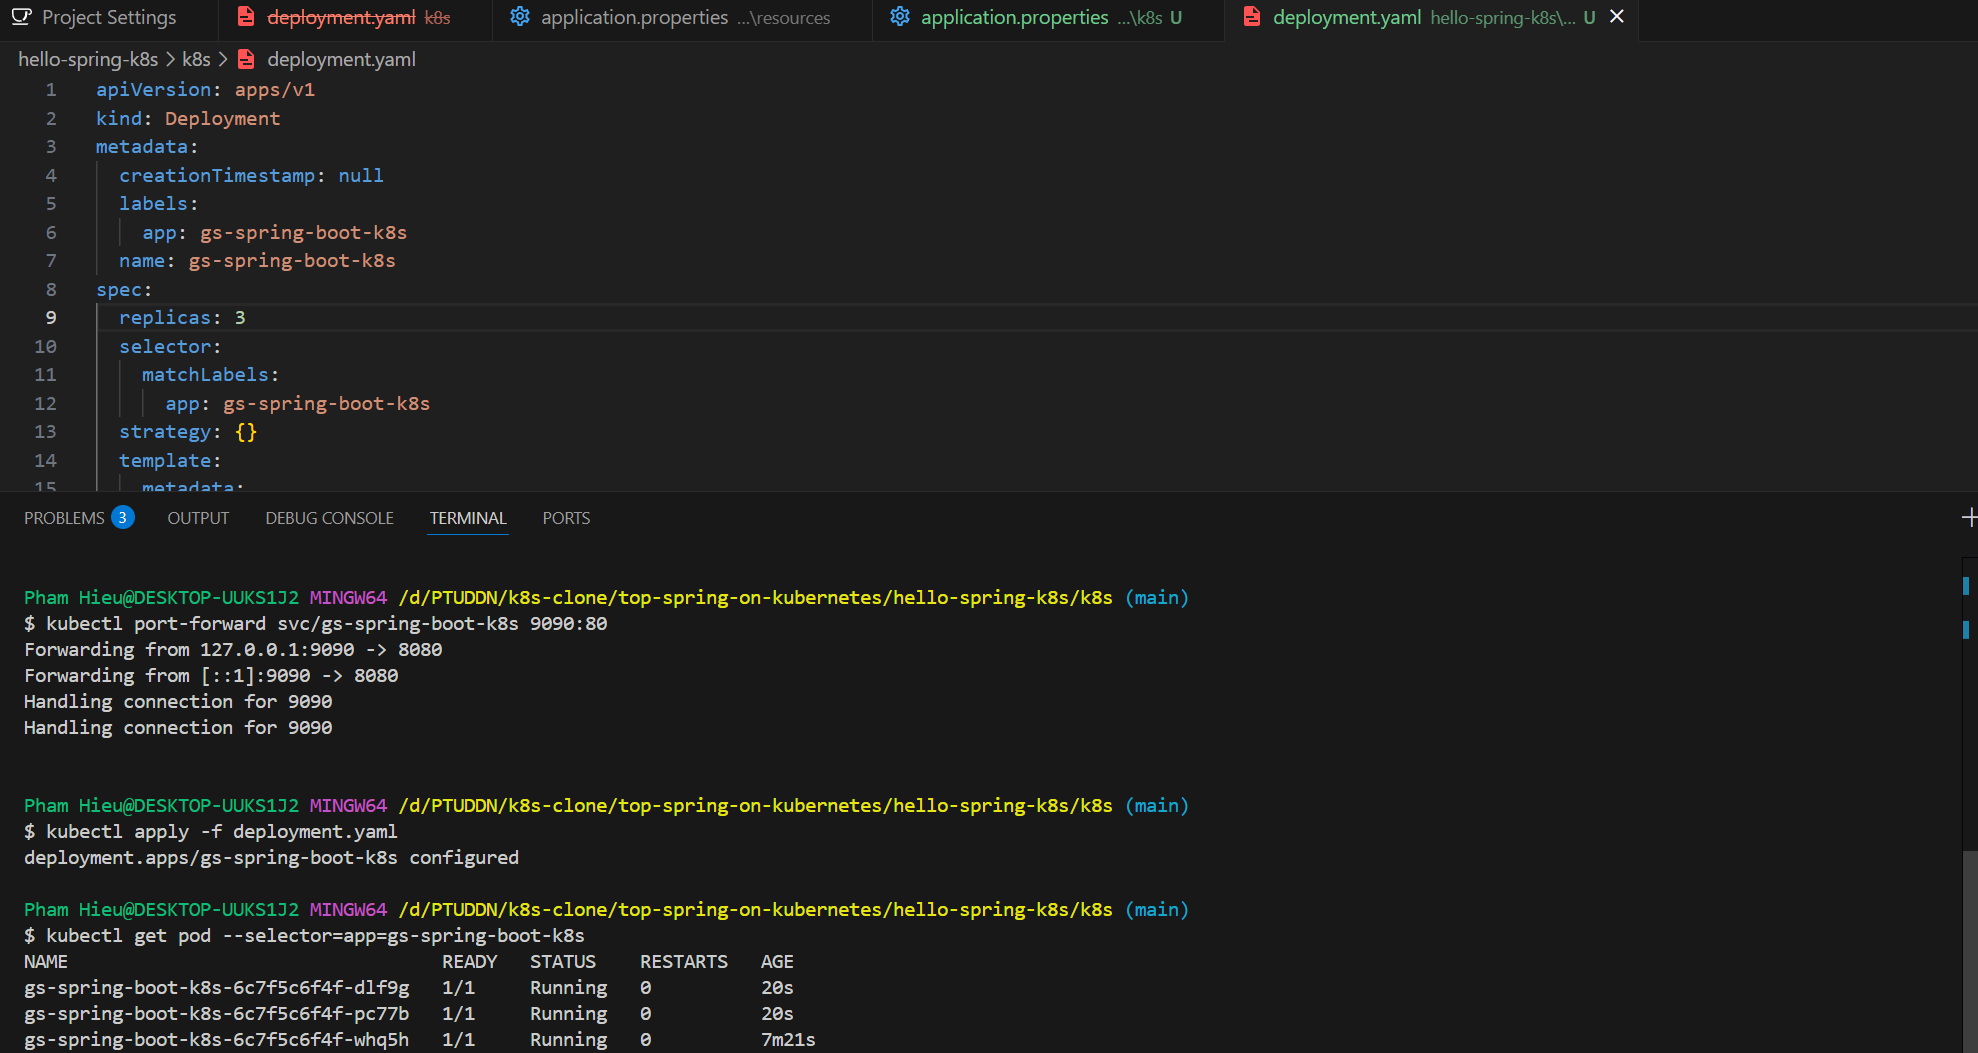 Project Settings deployment.yaml k8s application.properties ...\resources application.properties ...\k8s U deployment.yaml hello-spring-k8s\... U
hello-spring-k8s > k8s > deployment.yaml
1 apiVersion: apps/v1
2 kind: Deployment
3 metadata:
4 creationTimestamp: null
5 labels:
6 app: gs-spring-boot-k8s
7 name: gs-spring-boot-k8s
8 spec:
9 replicas: 3
10 selector:
11 matchLabels:
12 app: gs-spring-boot-k8s
13 strategy: {}
14 template:
15 metadata:
PROBLEMS 3 OUTPUT DEBUG CONSOLE TERMINAL PORTS
Pham Hieu@DESKTOP-UUKS1J2 MINGW64 /d/PTUDDN/k8s-clone/top-spring-on-kubernetes/hello-spring-k8s/k8s (main)
$ kubectl port-forward svc/gs-spring-boot-k8s 9090:80
Forwarding from 127.0.0.1:9090 -> 8080
Forwarding from [::1]:9090 -> 8080
Handling connection for 9090
Handling connection for 9090
Pham Hieu@DESKTOP-UUKS1J2 MINGW64 /d/PTUDDN/k8s-clone/top-spring-on-kubernetes/hello-spring-k8s/k8s (main)
$ kubectl apply -f deployment.yaml
deployment.apps/gs-spring-boot-k8s configured
Pham Hieu@DESKTOP-UUKS1J2 MINGW64 /d/PTUDDN/k8s-clone/top-spring-on-kubernetes/hello-spring-k8s/k8s (main)
$ kubectl get pod --selector=app=gs-spring-boot-k8s
NAME READY STATUS RESTARTS AGE
gs-spring-boot-k8s-6c7f5c6f4f-dlf9g 1/1 Running 0 20s
gs-spring-boot-k8s-6c7f5c6f4f-pc77b 1/1 Running 0 20s
gs-spring-boot-k8s-6c7f5c6f4f-whq5h 1/1 Running 0 7m21s